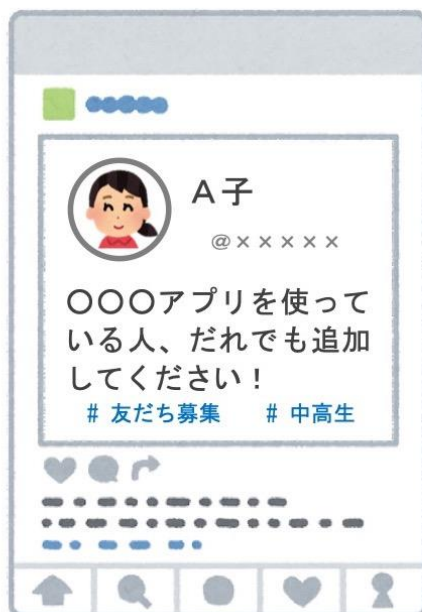 A子
@×××××
〇〇〇アプリを使って
いる人、だれでも追加
してください！
# 友だち募集 # 中高生